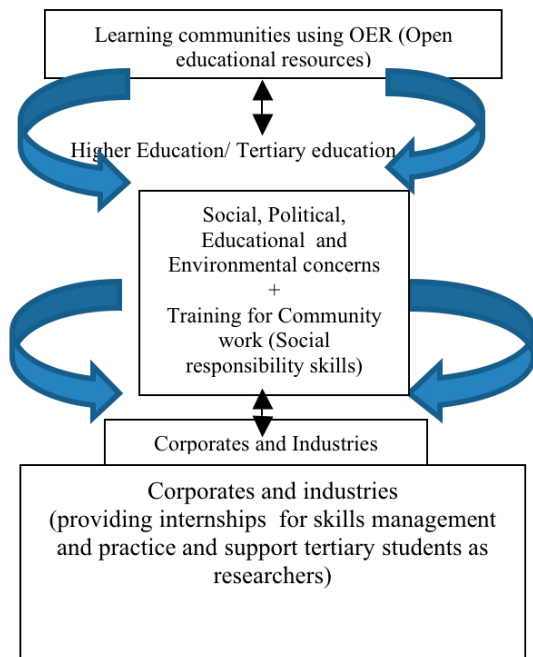 Learning communities using OER (Open
educational resources)
Higher Education/ Tertiary education
Social, Political,
Educational and
Environmental concerns
+
Training for Community
work (Social
responsibility skills)
Corporates and Industries
Corporates and industries
(providing internships for skills management
and practice and support tertiary students as
researchers)